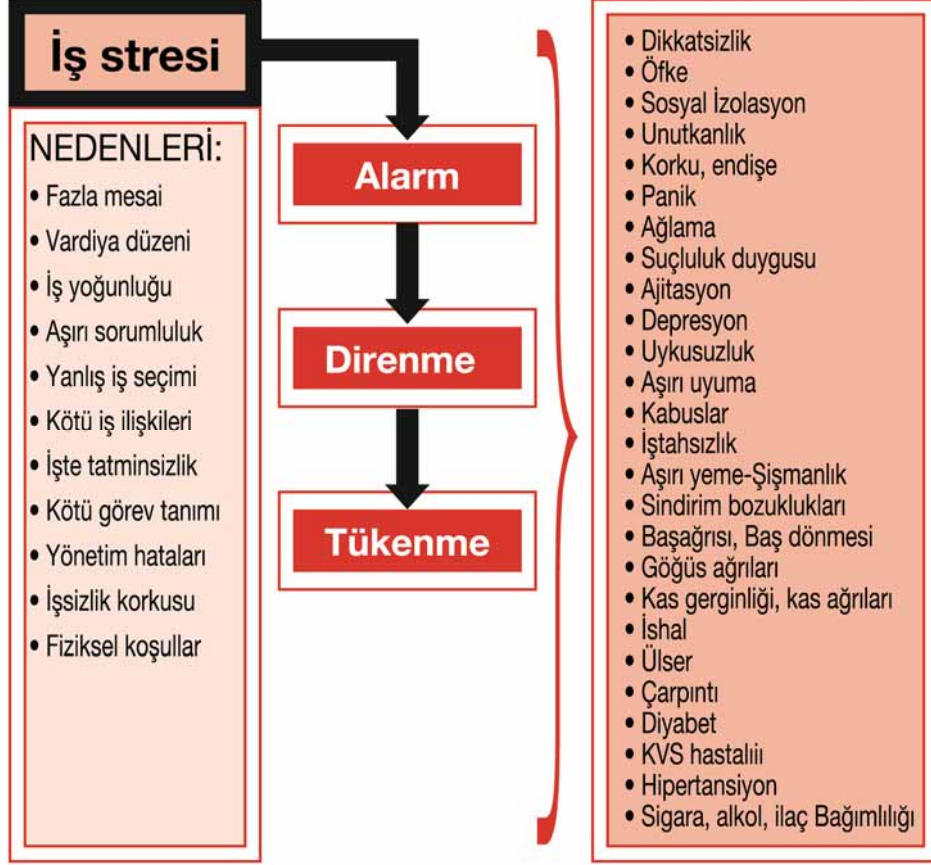 İş stresi
NEDENLERİ:
• Fazla mesai
• Vardiya düzeni
• İş yoğunluğu
• Aşırı sorumluluk
• Yanlış iş seçimi
• Kötü iş ilişkileri
• İşte tatminsizlik
• Kötü görev tanımı
• Yönetim hataları
• İşsizlik korkusu
• Fiziksel koşullar
Alarm
Direnme
Tükenme
• Dikkatsizlik
• Öfke
• Sosyal İzolasyon
• Unutkanlık
• Korku, endişe
• Panik
• Ağlama
• Suçluluk duygusu
• Ajitasyon
• Depresyon
• Uykusuzluk
• Aşırı uyuma
• Kabuslar
• İştahsızlık
• Aşırı yeme-Şişmanlık
• Sindirim bozuklukları
• Başağrısı, Baş dönmesi
• Göğüs ağrıları
• Kas gerginliği, kas ağrıları
• İshal
• Ülser
• Çarpıntı
• Diyabet
• KVS hastalıiı
• Hipertansiyon
• Sigara, alkol, ilaç Bağımlılığı